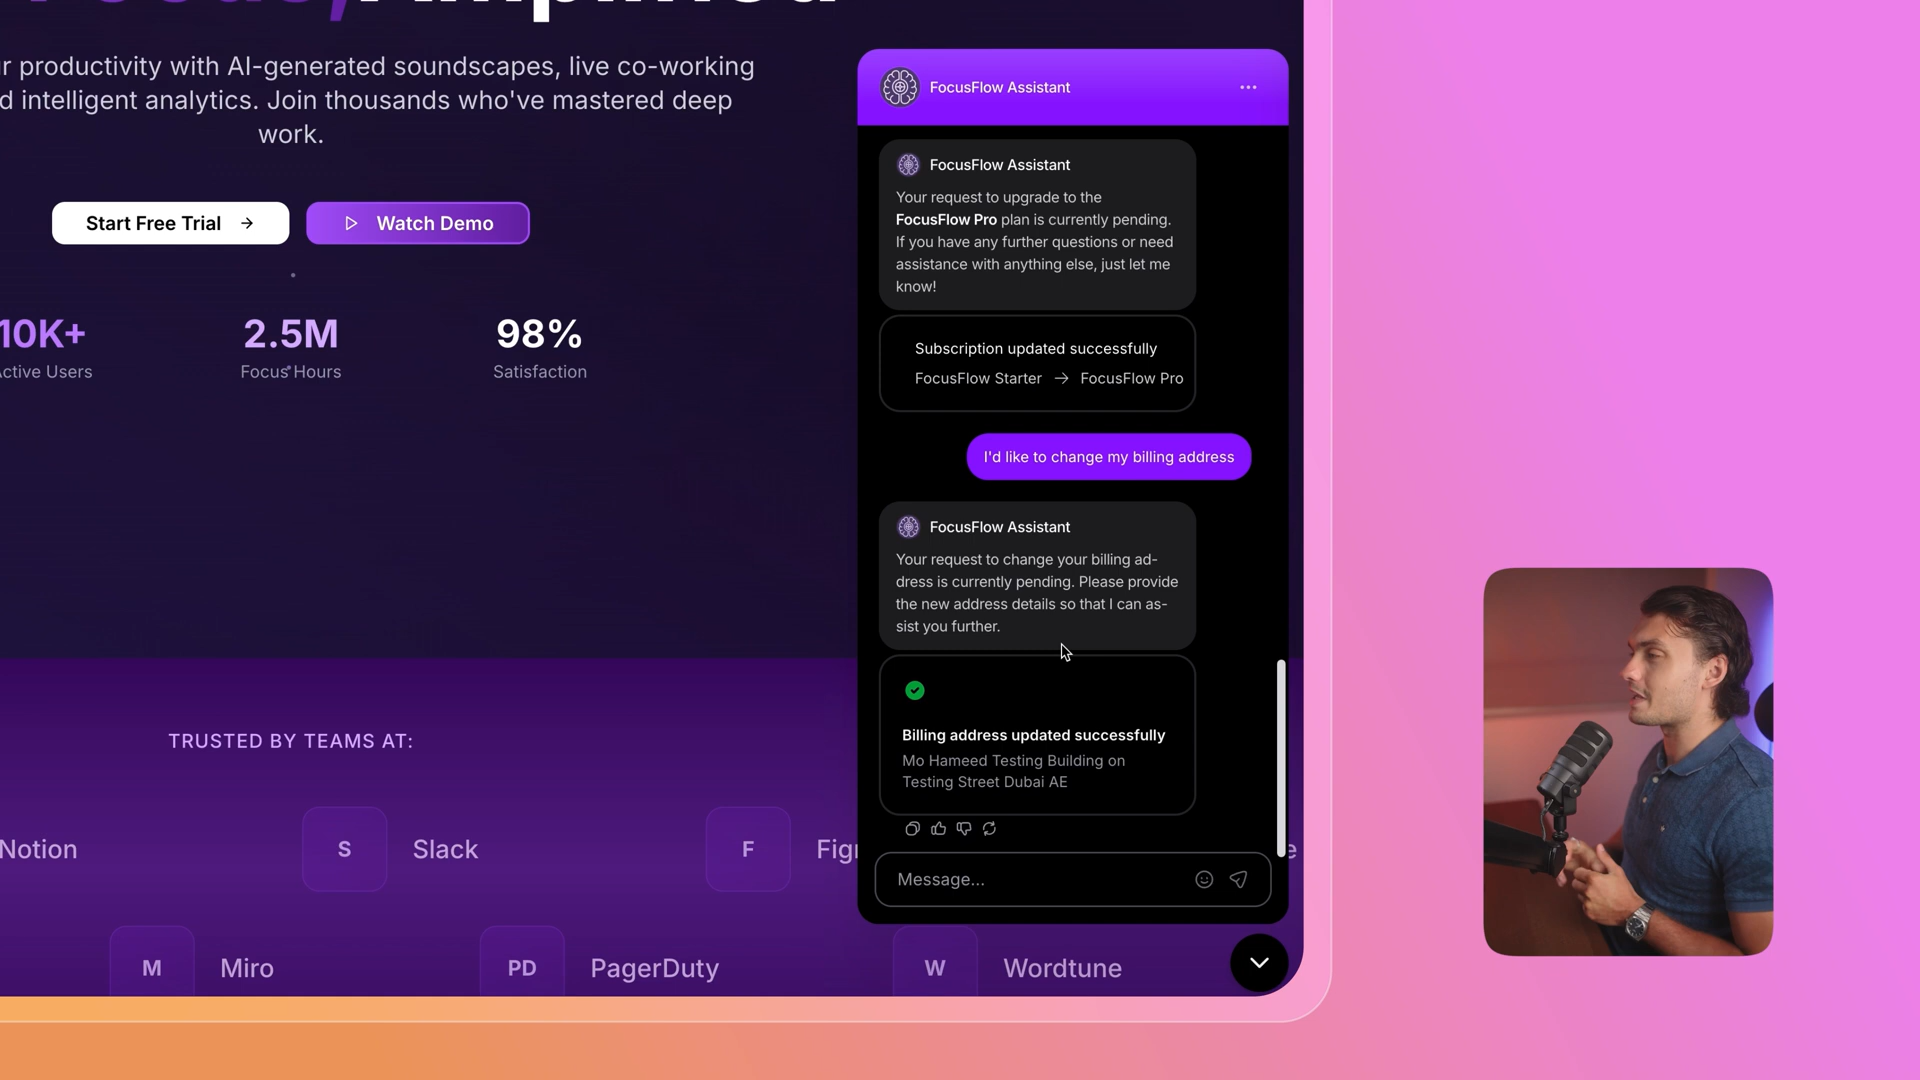 Focus, Amplified
r productivity with AI-generated soundscapes, live co-working
d intelligent analytics. Join thousands who've mastered deep
work.
Start Free Trial
Watch Demo
10K+
2.5M
98%
ctive Users
Focus Hours
Satisfaction
TRUSTED BY TEAMS AT:
Notion
S
Slack
F
Fig
e
M
Miro
PD
PagerDuty
W
Wordtune
FocusFlow Assistant
FocusFlow Assistant
Your request to upgrade to the
FocusFlow Pro plan is currently pending.
If you have any further questions or need
assistance with anything else, just let me
know!
Subscription updated successfully
FocusFlow Starter → FocusFlow Pro
I'd like to change my billing address
FocusFlow Assistant
Your request to change your billing ad-
dress is currently pending. Please provide
the new address details so that I can as-
sist you further.
Billing address updated successfully
Mo Hameed Testing Building on
Testing Street Dubai AE
Message...